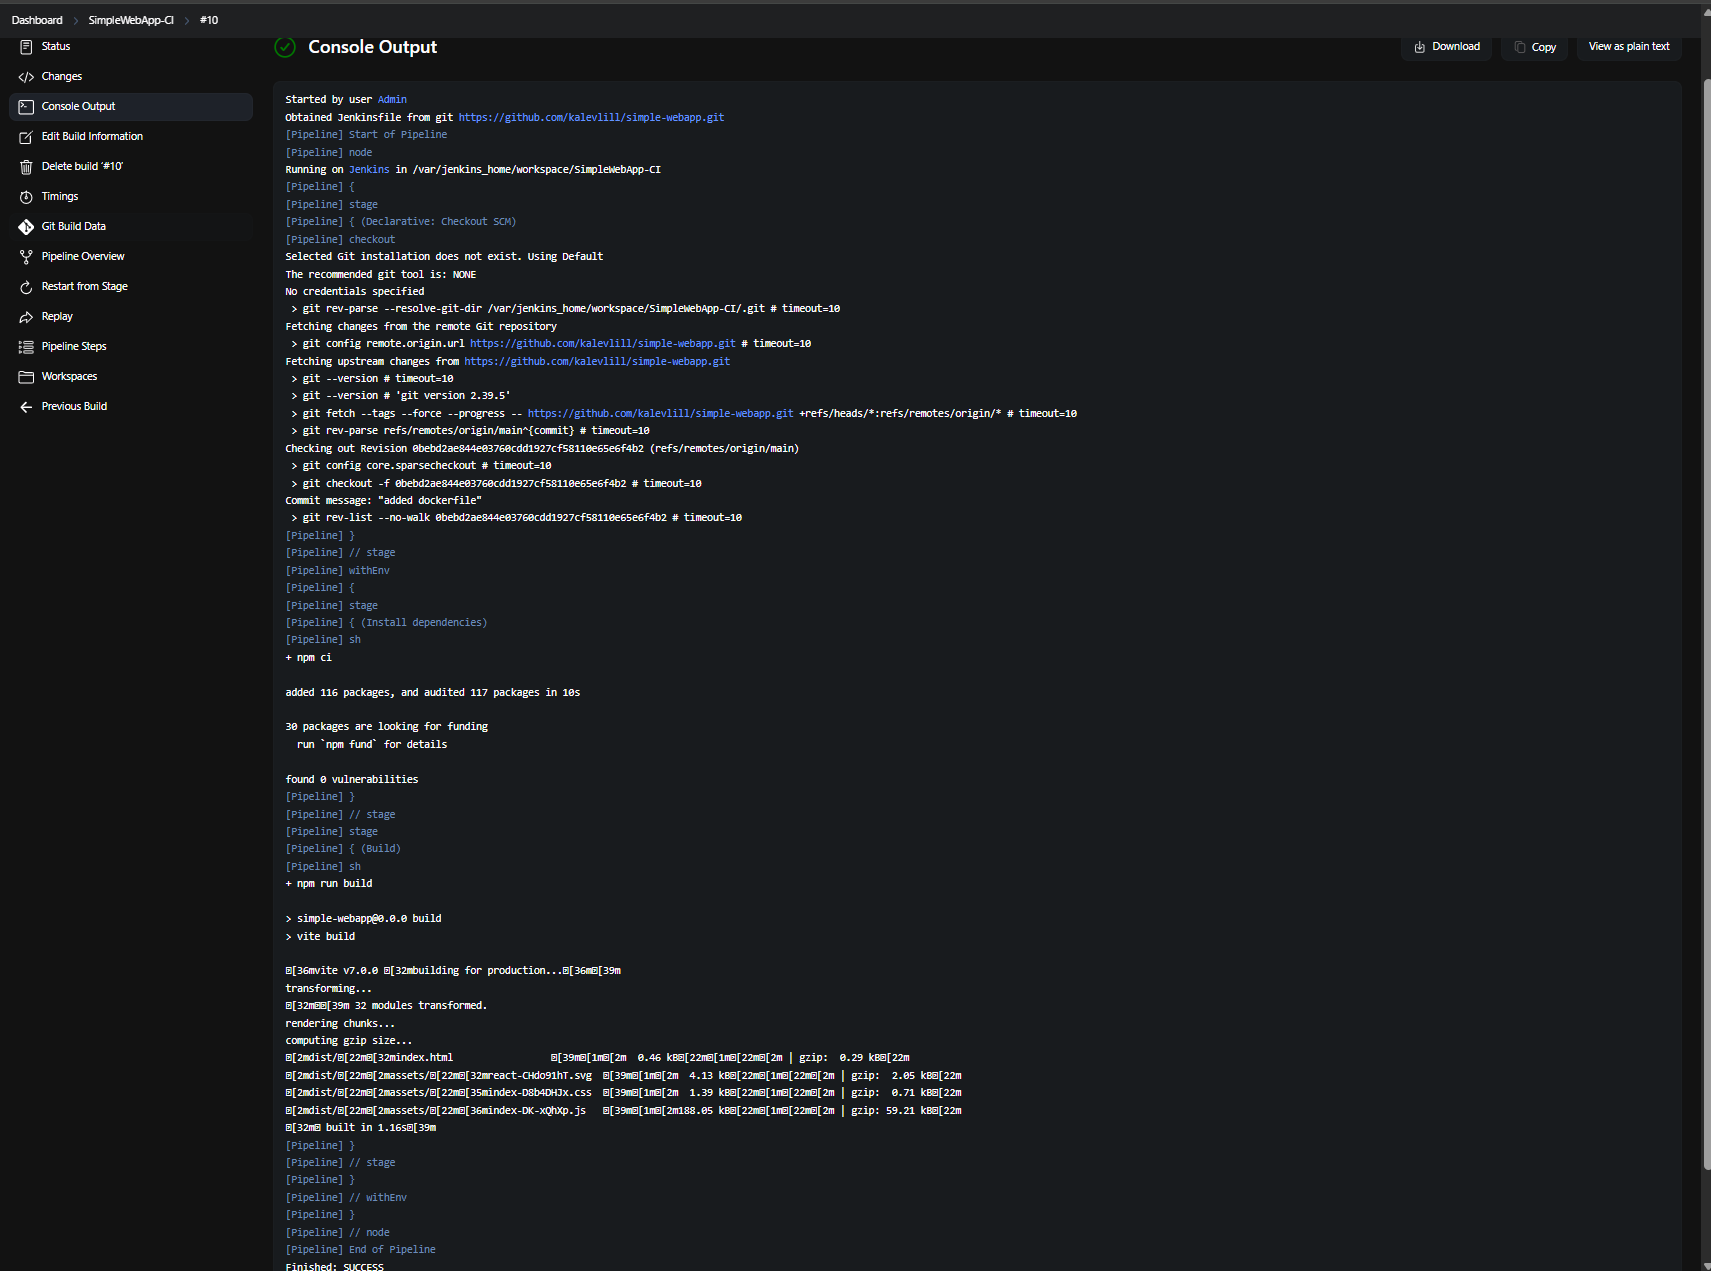 Dashboard > SimpleWebApp-CI > #10
Status
Changes
Console Output
Edit Build Information
Delete build '#10'
Timings
Git Build Data
Pipeline Overview
Restart from Stage
Replay
Pipeline Steps
Workspaces
Previous Build
Console Output
Download
Copy
View as plain text
Started by user Admin
Obtained Jenkinsfile from git https://github.com/kalevlill/simple-webapp.git
[Pipeline] Start of Pipeline
[Pipeline] node
Running on Jenkins in /var/jenkins_home/workspace/SimpleWebApp-CI
[Pipeline] {
[Pipeline] stage
[Pipeline] { (Declarative: Checkout SCM)
[Pipeline] checkout
Selected Git installation does not exist. Using Default
The recommended git tool is: NONE
No credentials specified
 > git rev-parse --resolve-git-dir /var/jenkins_home/workspace/SimpleWebApp-CI/.git # timeout=10
Fetching changes from the remote Git repository
 > git config remote.origin.url https://github.com/kalevlill/simple-webapp.git # timeout=10
Fetching upstream changes from https://github.com/kalevlill/simple-webapp.git
 > git --version # timeout=10
 > git --version # 'git version 2.39.5'
 > git fetch --tags --force --progress -- https://github.com/kalevlill/simple-webapp.git +refs/heads/*:refs/remotes/origin/* # timeout=10
 > git rev-parse refs/remotes/origin/main^{commit} # timeout=10
Checking out Revision 0bebd2ae844e03760cdd1927cf58110e65e6f4b2 (refs/remotes/origin/main)
 > git config core.sparsecheckout # timeout=10
 > git checkout -f 0bebd2ae844e03760cdd1927cf58110e65e6f4b2 # timeout=10
Commit message: "added dockerfile"
 > git rev-list --no-walk 0bebd2ae844e03760cdd1927cf58110e65e6f4b2 # timeout=10
[Pipeline] }
[Pipeline] // stage
[Pipeline] withEnv
[Pipeline] {
[Pipeline] stage
[Pipeline] { (Install dependencies)
[Pipeline] sh
+ npm ci
added 116 packages, and audited 117 packages in 10s
30 packages are looking for funding
  run `npm fund` for details
found 0 vulnerabilities
[Pipeline] }
[Pipeline] // stage
[Pipeline] stage
[Pipeline] { (Build)
[Pipeline] sh
+ npm run build
> simple-webapp@0.0.0 build
> vite build
[36mvite v7.0.0 [32mbuilding for production...[36m[39m
transforming...
[32m[39m 32 modules transformed.
rendering chunks...
computing gzip size...
[2mdist/[22m[32mindex.html [39m[1m[2m 0.46 kB[22m[1m[22m[2m | gzip: 0.29 kB[22m
[2mdist/[22m[2massets/[22m[32mreact-CHdo91hT.svg [39m[1m[2m 4.13 kB[22m[1m[22m[2m | gzip: 2.05 kB[22m
[2mdist/[22m[2massets/[22m[35mindex-D8b4DHJx.css [39m[1m[2m 1.39 kB[22m[1m[22m[2m | gzip: 0.71 kB[22m
[2mdist/[22m[2massets/[22m[36mindex-DK-xQhXp.js [39m[1m[2m188.05 kB[22m[1m[22m[2m | gzip: 59.21 kB[22m
[32m built in 1.16s[39m
[Pipeline] }
[Pipeline] // stage
[Pipeline] }
[Pipeline] // withEnv
[Pipeline] }
[Pipeline] // node
[Pipeline] End of Pipeline
Finished: SUCCESS